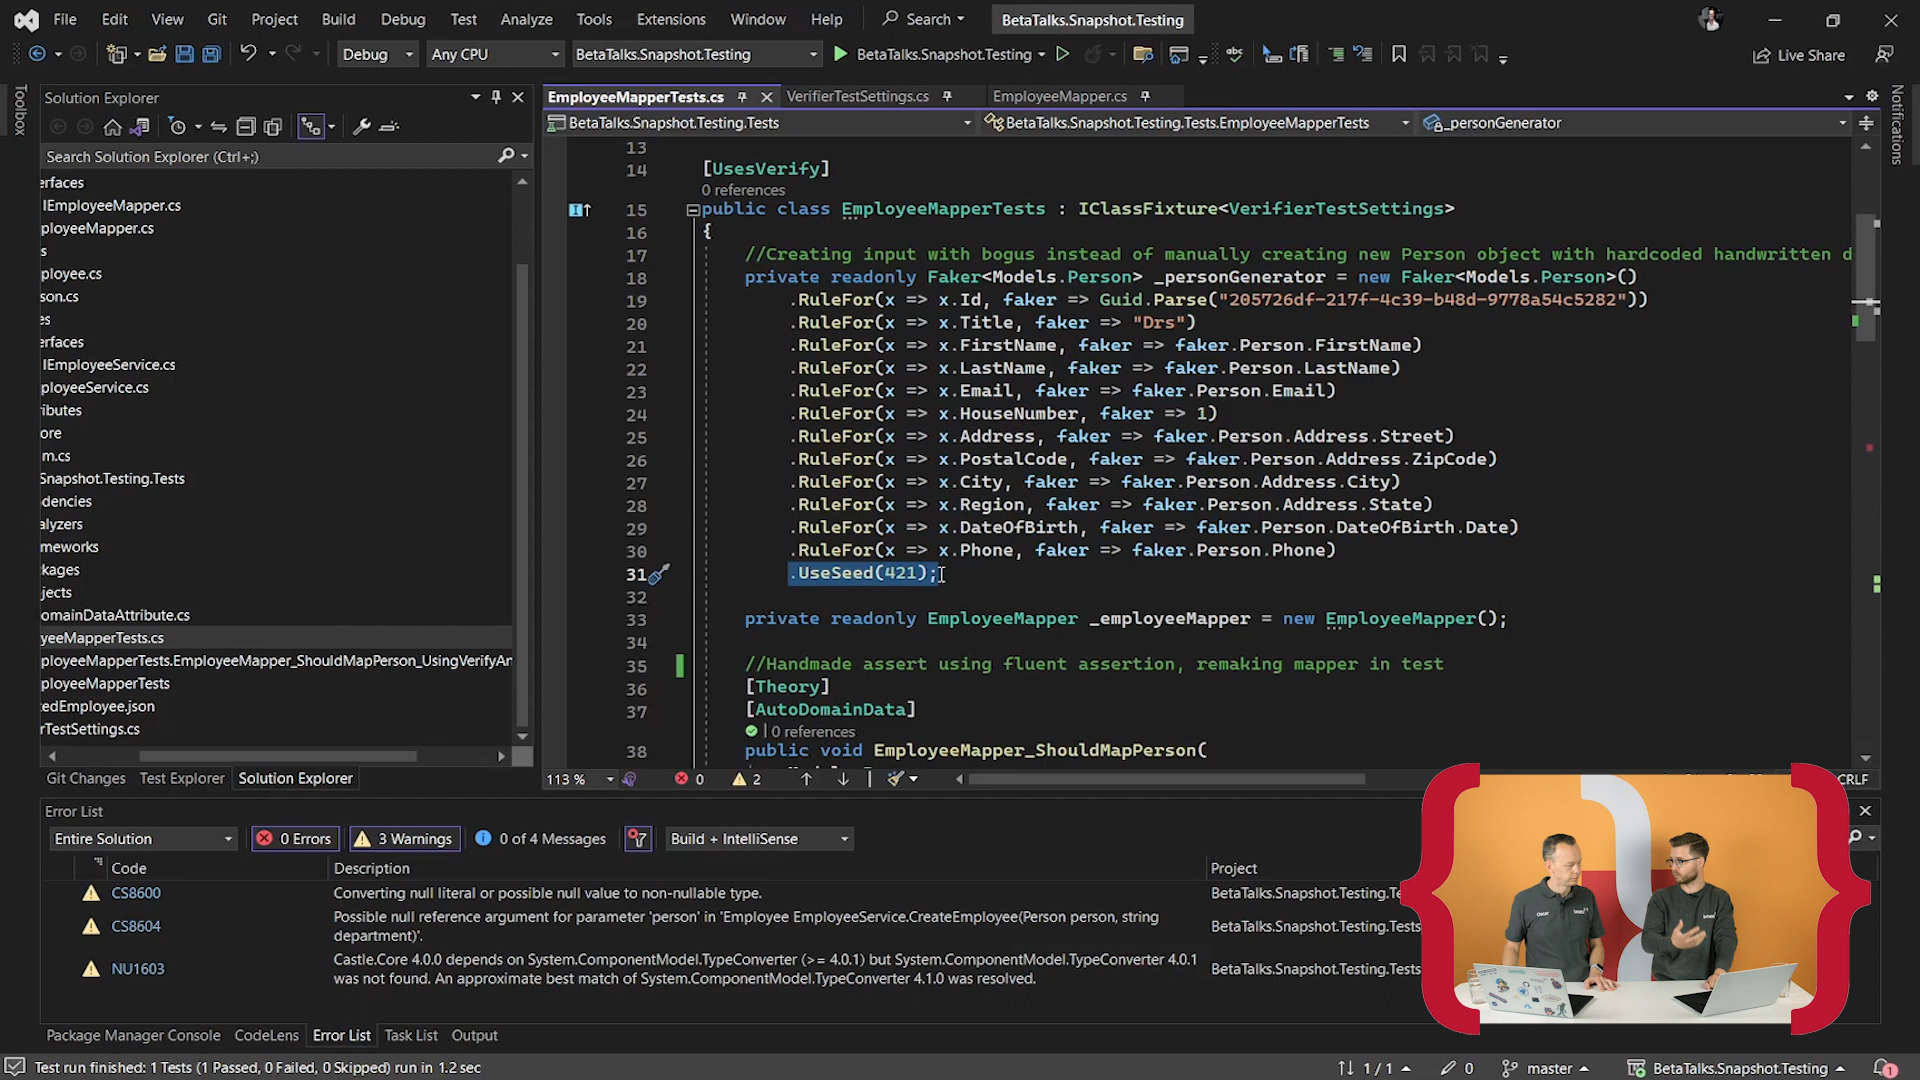 File Edit View Git Project Build Debug Test Analyze Tools Extensions Window Help Search BetaTalks.Snapshot.Testing
Debug Any CPU BetaTalks.Snapshot.Testing BetaTalks.Snapshot.Testing Live Share
Toolbox
Solution Explorer
Search Solution Explorer (Ctrl+;)
erfaces
IEmployeeMapper.cs
ployeeMapper.cs
s
ployee.cs
son.cs
es
erfaces
IEmployeeService.cs
ployeeService.cs
ributes
ore
m.cs
Snapshot.Testing.Tests
dencies
alyzers
meworks
kages
jects
omainDataAttribute.cs
yeeMapperTests.cs
ployeeMapperTests.EmployeeMapper_ShouldMapPerson_UsingVerifyAn
ployeeMapperTests
tedEmployee.json
rTestSettings.cs
Git Changes Test Explorer Solution Explorer
EmployeeMapperTests.cs VerifierTestSettings.cs EmployeeMapper.cs
BetaTalks.Snapshot.Testing.Tests BetaTalks.Snapshot.Testing.Tests.EmployeeMapperTests _personGenerator
Notifications
13
14 [UsesVerify]
0 references
15 public class EmployeeMapperTests : IClassFixture<VerifierTestSettings>
16 {
17 //Creating input with bogus instead of manually creating new Person object with hardcoded handwritten d
18 private readonly Faker<Models.Person> _personGenerator = new Faker<Models.Person>()
19 .RuleFor(x => x.Id, faker => Guid.Parse("205726df-217f-4c39-b48d-9778a54c5282"))
20 .RuleFor(x => x.Title, faker => "Drs")
21 .RuleFor(x => x.FirstName, faker => faker.Person.FirstName)
22 .RuleFor(x => x.LastName, faker => faker.Person.LastName)
23 .RuleFor(x => x.Email, faker => faker.Person.Email)
24 .RuleFor(x => x.HouseNumber, faker => 1)
25 .RuleFor(x => x.Address, faker => faker.Person.Address.Street)
26 .RuleFor(x => x.PostalCode, faker => faker.Person.Address.ZipCode)
27 .RuleFor(x => x.City, faker => faker.Person.Address.City)
28 .RuleFor(x => x.Region, faker => faker.Person.Address.State)
29 .RuleFor(x => x.DateOfBirth, faker => faker.Person.DateOfBirth.Date)
30 .RuleFor(x => x.Phone, faker => faker.Person.Phone)
31 .UseSeed(421);
32
33 private readonly EmployeeMapper _employeeMapper = new EmployeeMapper();
34
35 //Handmade assert using fluent assertion, remaking mapper in test
36 [Theory]
37 [AutoDomainData]
0 references
38 public void EmployeeMapper_ShouldMapPerson(
113 % 0 2 CRLF
Error List
Entire Solution 0 Errors 3 Warnings 0 of 4 Messages Build + IntelliSense
Code Description Project
CS8600 Converting null literal or possible null value to non-nullable type. BetaTalks.Snapshot.Testing.Te
CS8604 Possible null reference argument for parameter 'person' in 'Employee EmployeeService.CreateEmployee(Person person, string department)'. BetaTalks.Snapshot.Testing.Tests
NU1603 Castle.Core 4.0.0 depends on System.ComponentModel.TypeConverter (>= 4.0.1) but System.ComponentModel.TypeConverter 4.0.1 was not found. An approximate best match of System.ComponentModel.TypeConverter 4.1.0 was resolved. BetaTalks.Snapshot.Testing.Tests
Package Manager Console CodeLens Error List Task List Output
Test run finished: 1 Tests (1 Passed, 0 Failed, 0 Skipped) run in 1.2 sec 1 / 1 0 master BetaTalks.Snapshot.Testing 1